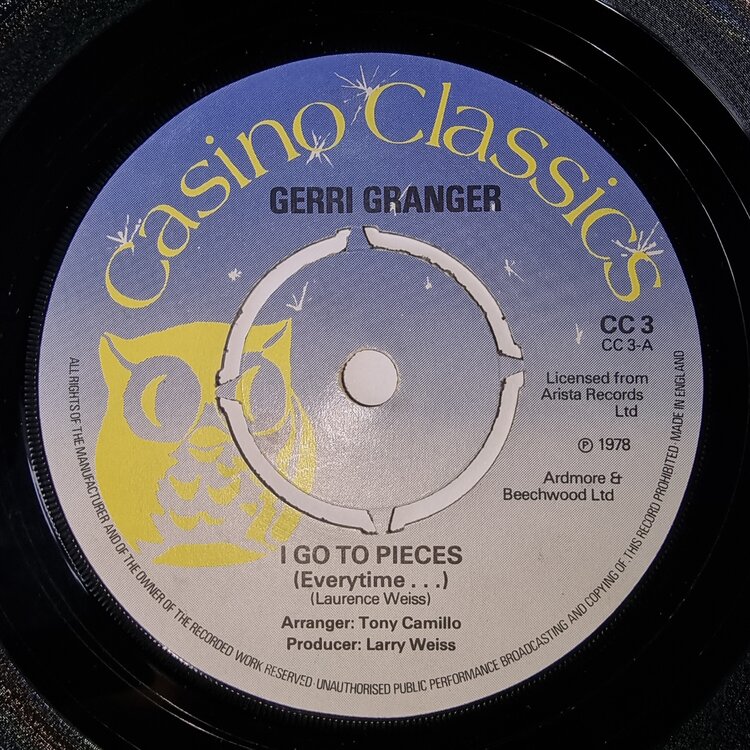 Casino Classics
GERRI GRANGER
CC 3
CC 3-A
Licensed from
Arista Records
Ltd
℗ 1978
Ardmore &
Beechwood Ltd
I GO TO PIECES
(Everytime . . .)
(Laurence Weiss)
Arranger: Tony Camillo
Producer: Larry Weiss
ALL RIGHTS OF THE MANUFACTURER AND OF THE OWNER OF THE RECORDED WORK RESERVED · UNAUTHORISED PUBLIC PERFORMANCE BROADCASTING AND COPYING OF THIS RECORD PROHIBITED · MADE IN ENGLAND